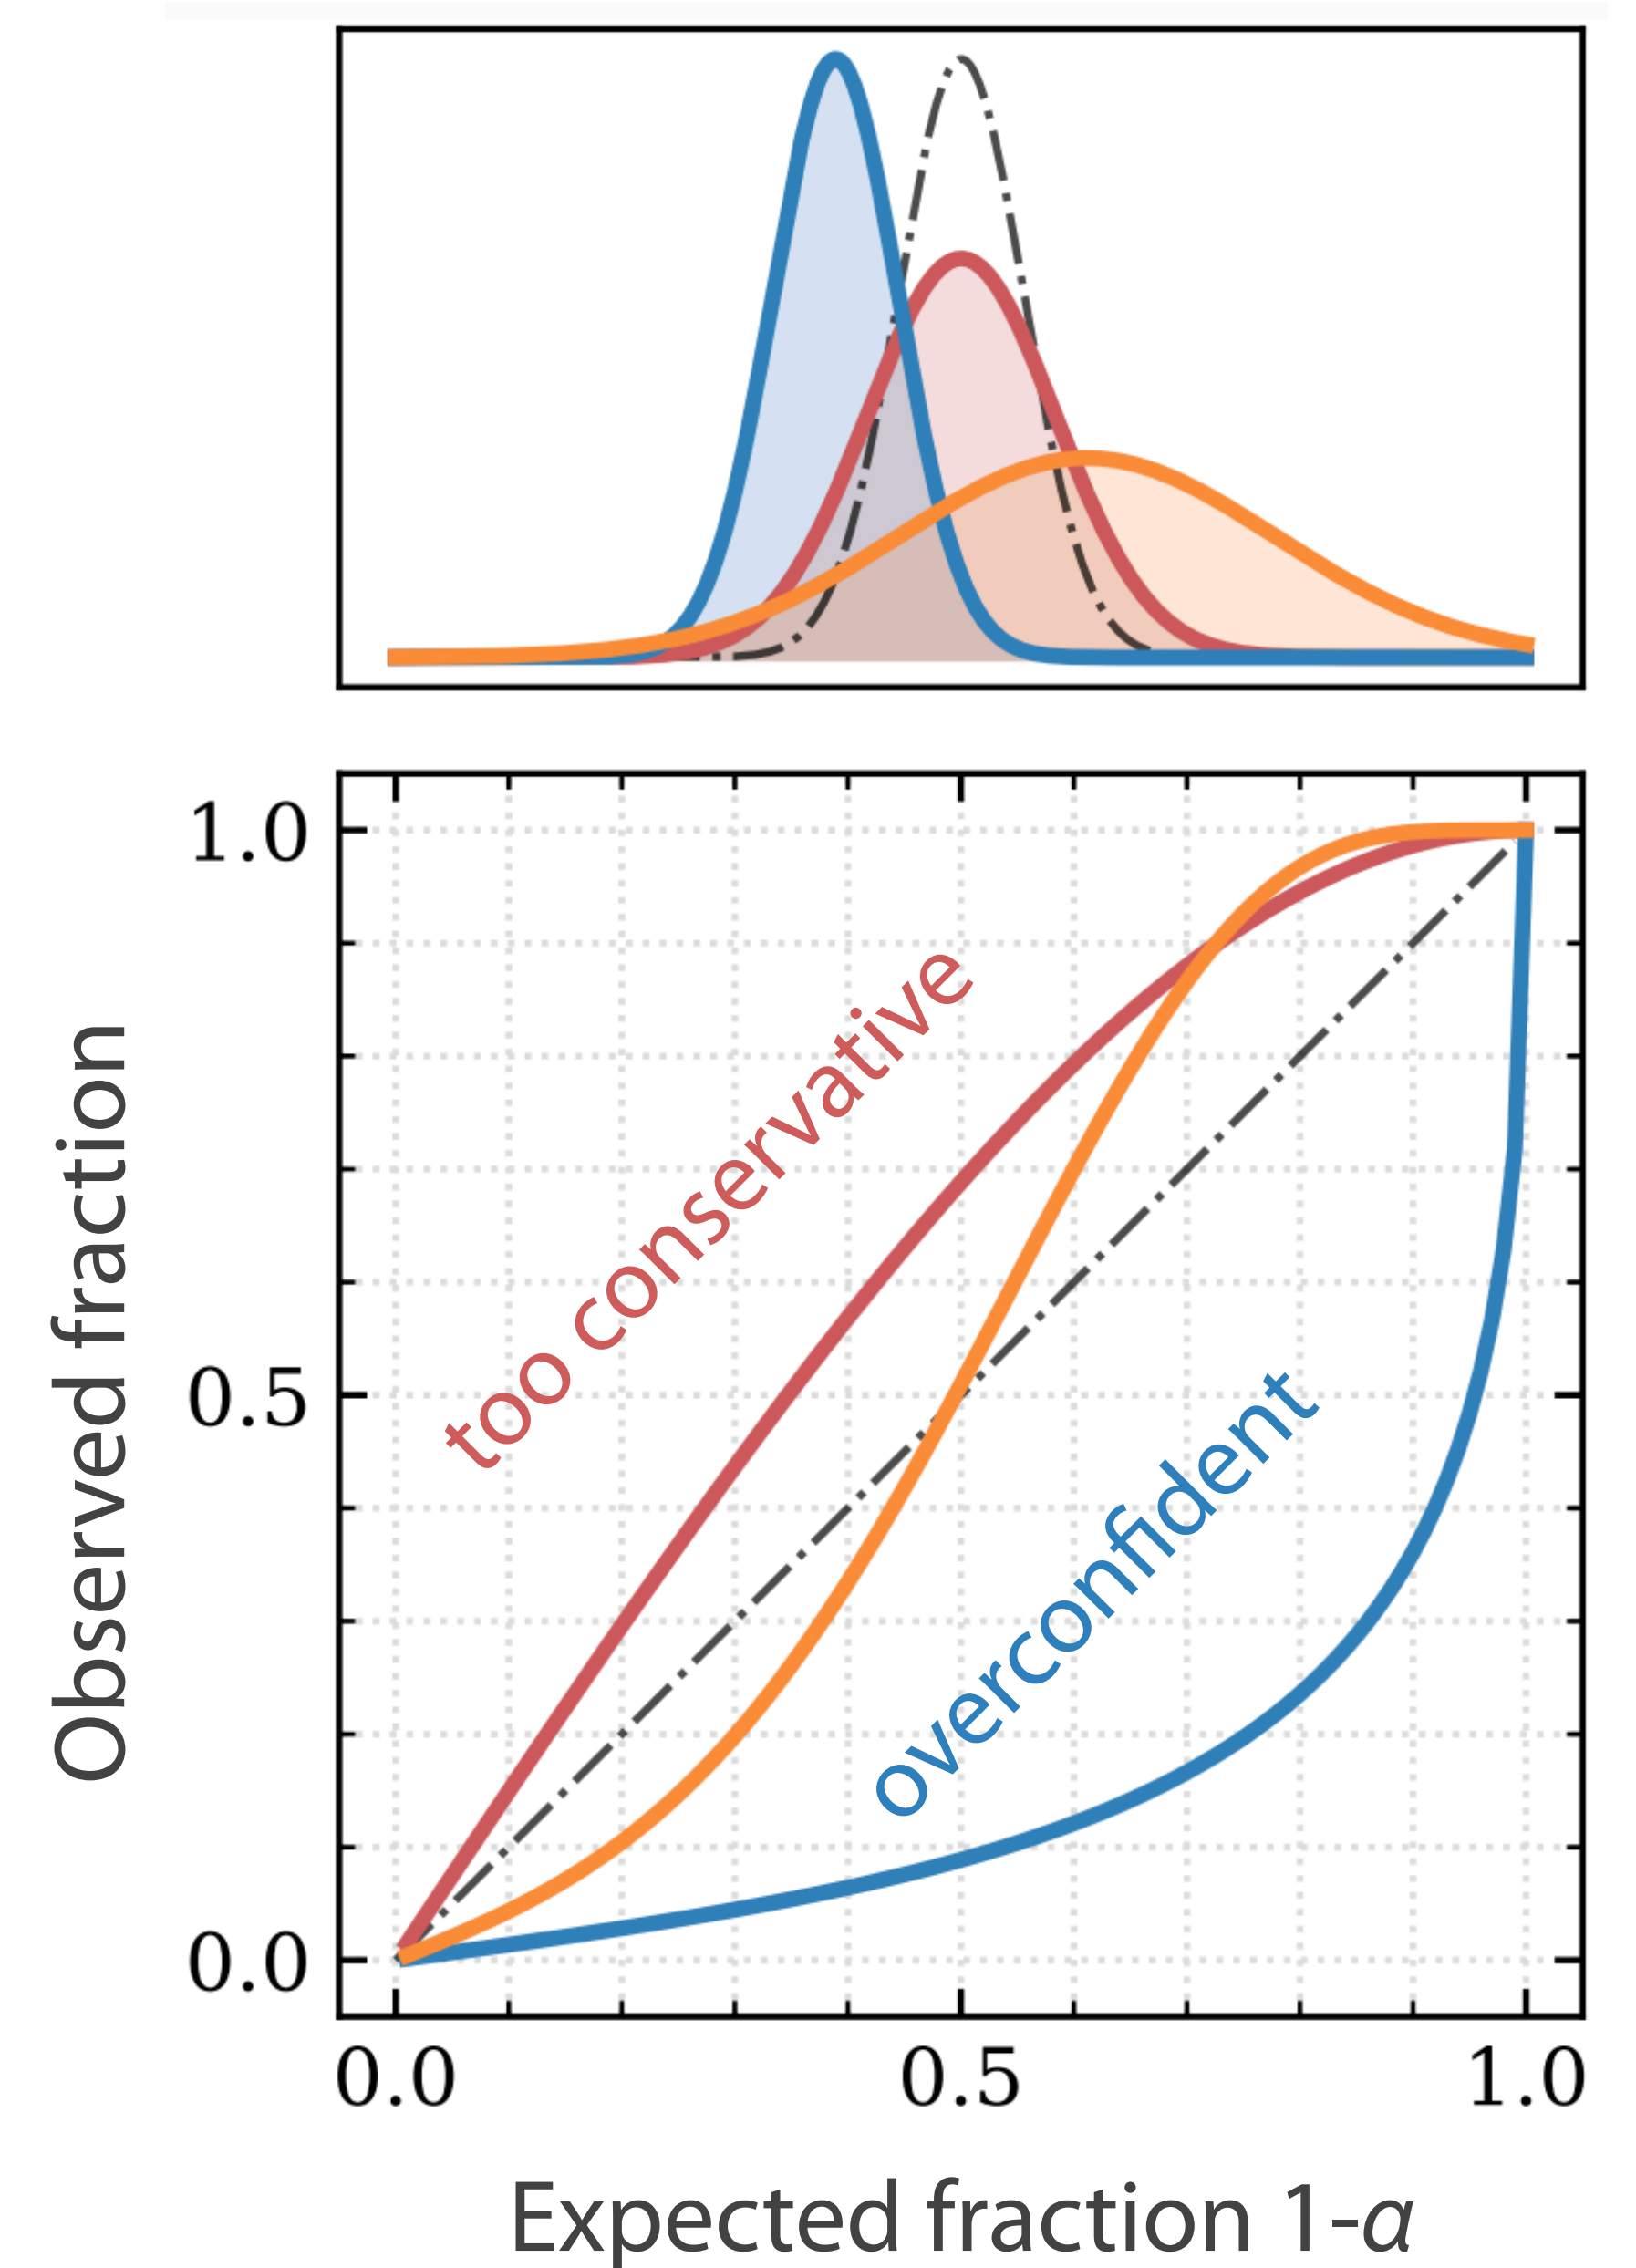 1.0
0.5
0.0
Observed fraction
too conservative
overconfident
0.0 0.5 1.0
Expected fraction 1-α